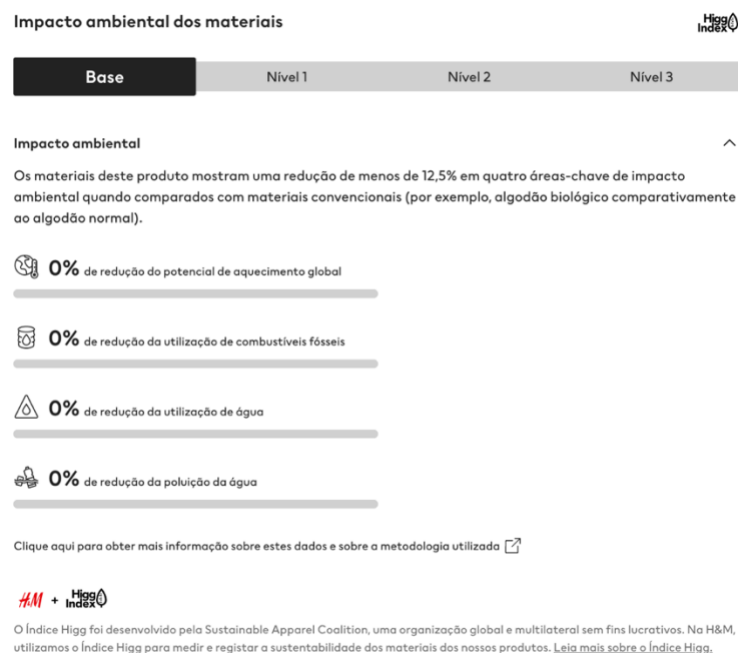 Impacto ambiental dos materiais
Higg
Index
Base
Nível 1
Nível 2
Nível 3
Impacto ambiental
Os materiais deste produto mostram uma redução de menos de 12,5% em quatro áreas-chave de impacto
ambiental quando comparados com materiais convencionais (por exemplo, algodão biológico comparativamente
ao algodão normal).
0% de redução do potencial de aquecimento global
0% de redução da utilização de combustíveis fósseis
0% de redução da utilização de água
0% de redução da poluição da água
Clique aqui para obter mais informação sobre estes dados e sobre a metodologia utilizada
H&M + Higg
Index
O Índice Higg foi desenvolvido pela Sustainable Apparel Coalition, uma organização global e multilateral sem fins lucrativos. Na H&M,
utilizamos o Índice Higg para medir e registar a sustentabilidade dos materiais dos nossos produtos. Leia mais sobre o Índice Higg.